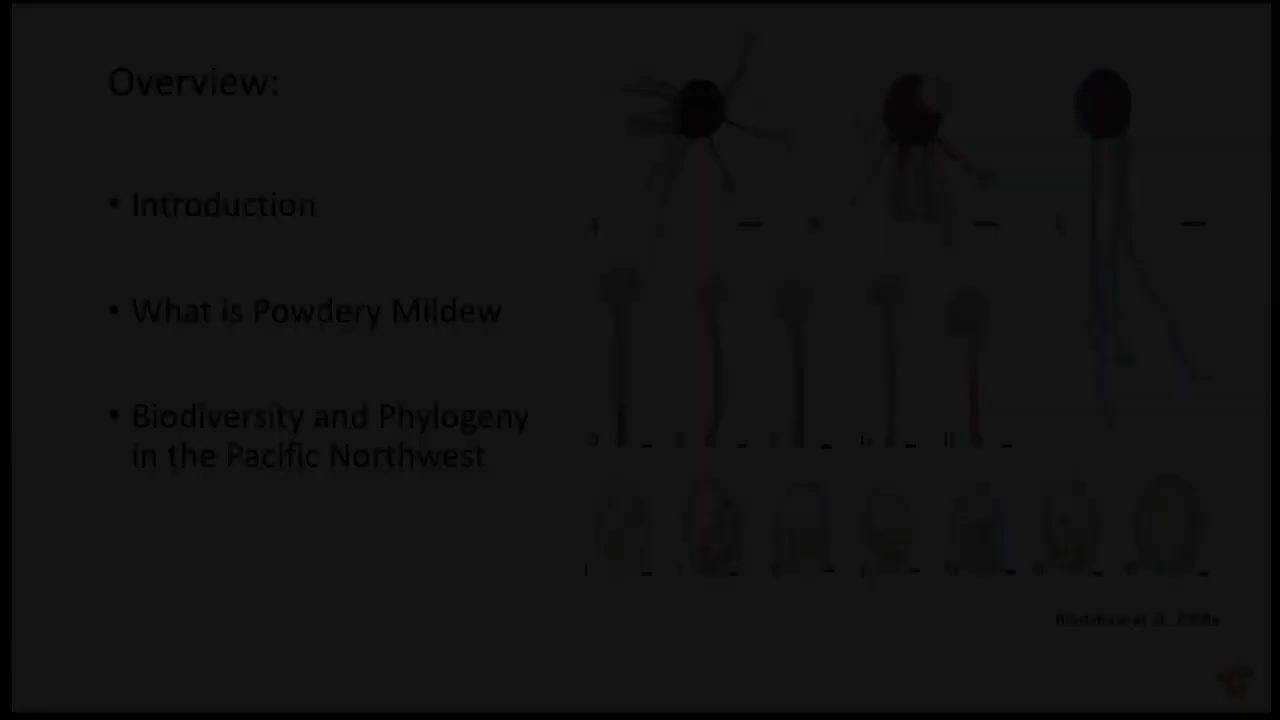 Overview:
• Introduction
• What is Powdery Mildew
• Biodiversity and Phylogeny
in the Pacific Northwest